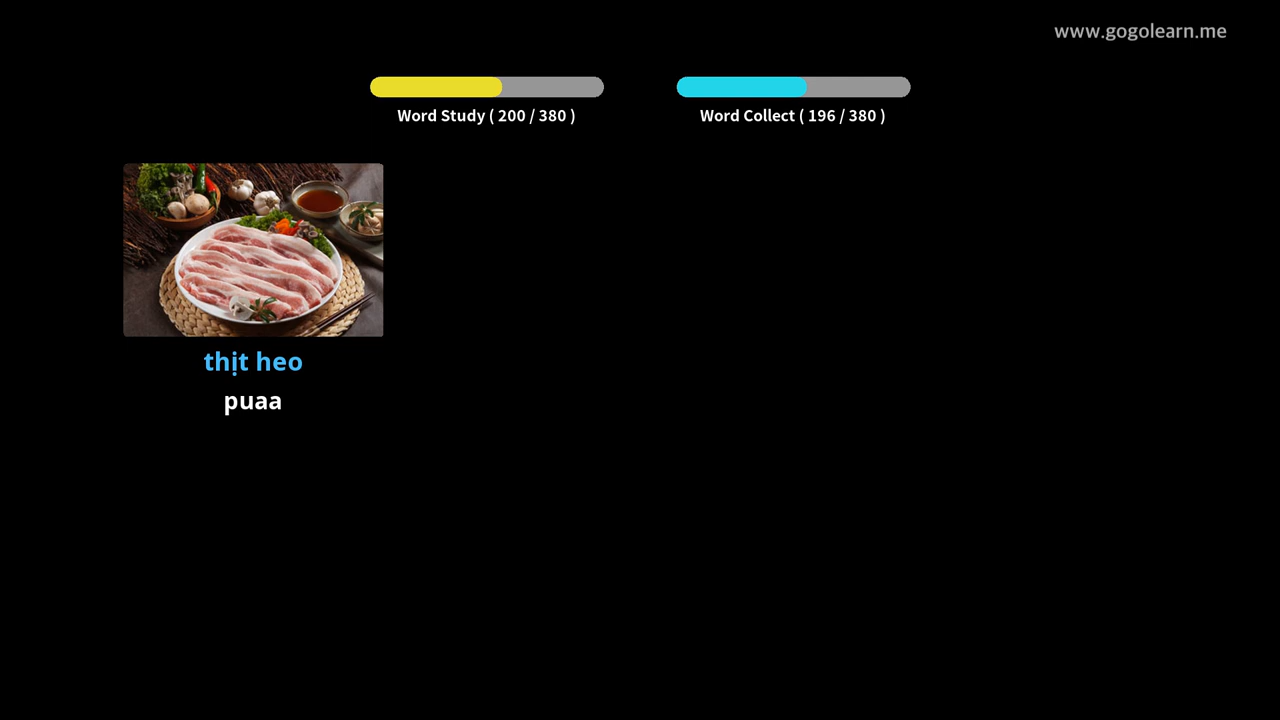 www.gogolearn.me
Word Study ( 200 / 380 )
Word Collect ( 196 / 380 )
thịt heo
puaa